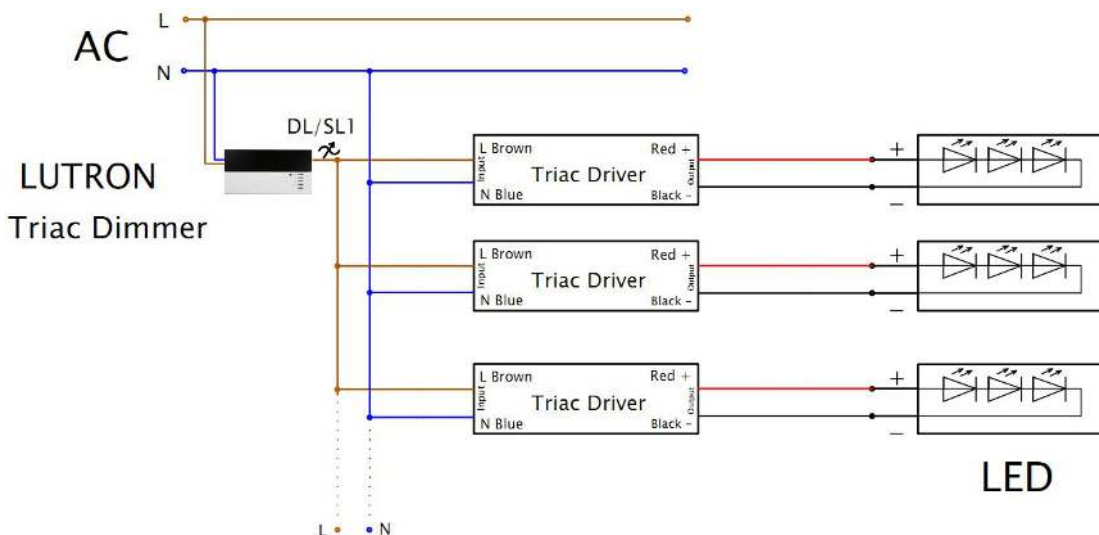 L
AC
N
DL/SL1
LUTRON
Triac Dimmer
L Brown
Red +
Input
Triac Driver
Output
N Blue
Black -
+
−
L Brown
Red +
Input
Triac Driver
Output
N Blue
Black -
+
−
L Brown
Red +
Input
Triac Driver
Output
N Blue
Black -
+
−
LED
L
N